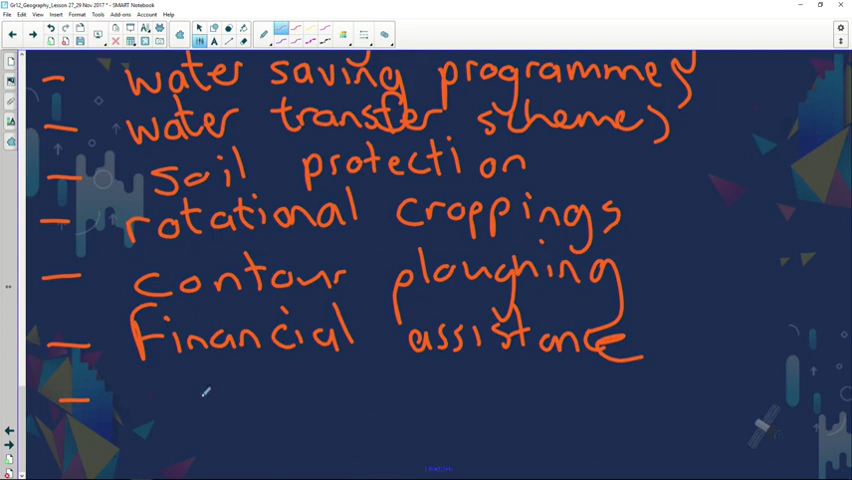 Gr12_Geography_Lesson 27_29 Nov 2017 * - SMART Notebook
File Edit View Insert Format Tools Add-ons Account Help
- water saving programmes
- water transfer schemes
- soil protection
- rotational croppings
- contour ploughing
- Financial assistance
-